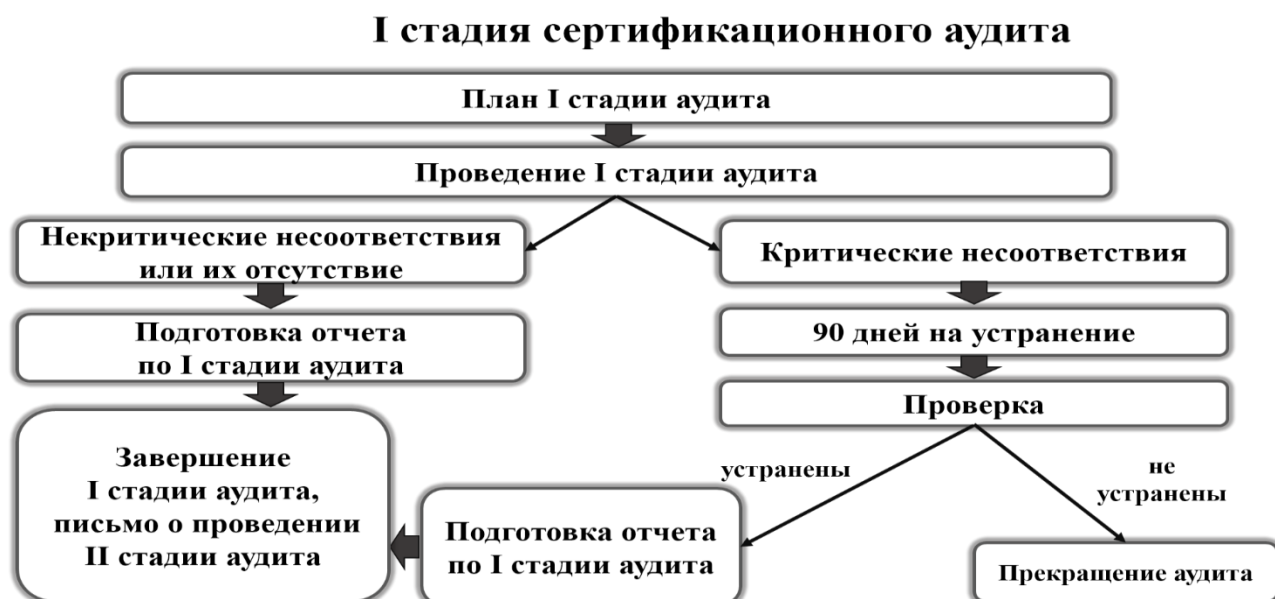 I стадия сертификационного аудита
План I стадии аудита
Проведение I стадии аудита
Некритические несоответствия
или их отсутствие
Критические несоответствия
Подготовка отчета
по I стадии аудита
90 дней на устранение
Проверка
Завершение
I стадии аудита,
письмо о проведении
II стадии аудита
устранены
не
устранены
Подготовка отчета
по I стадии аудита
Прекращение аудита